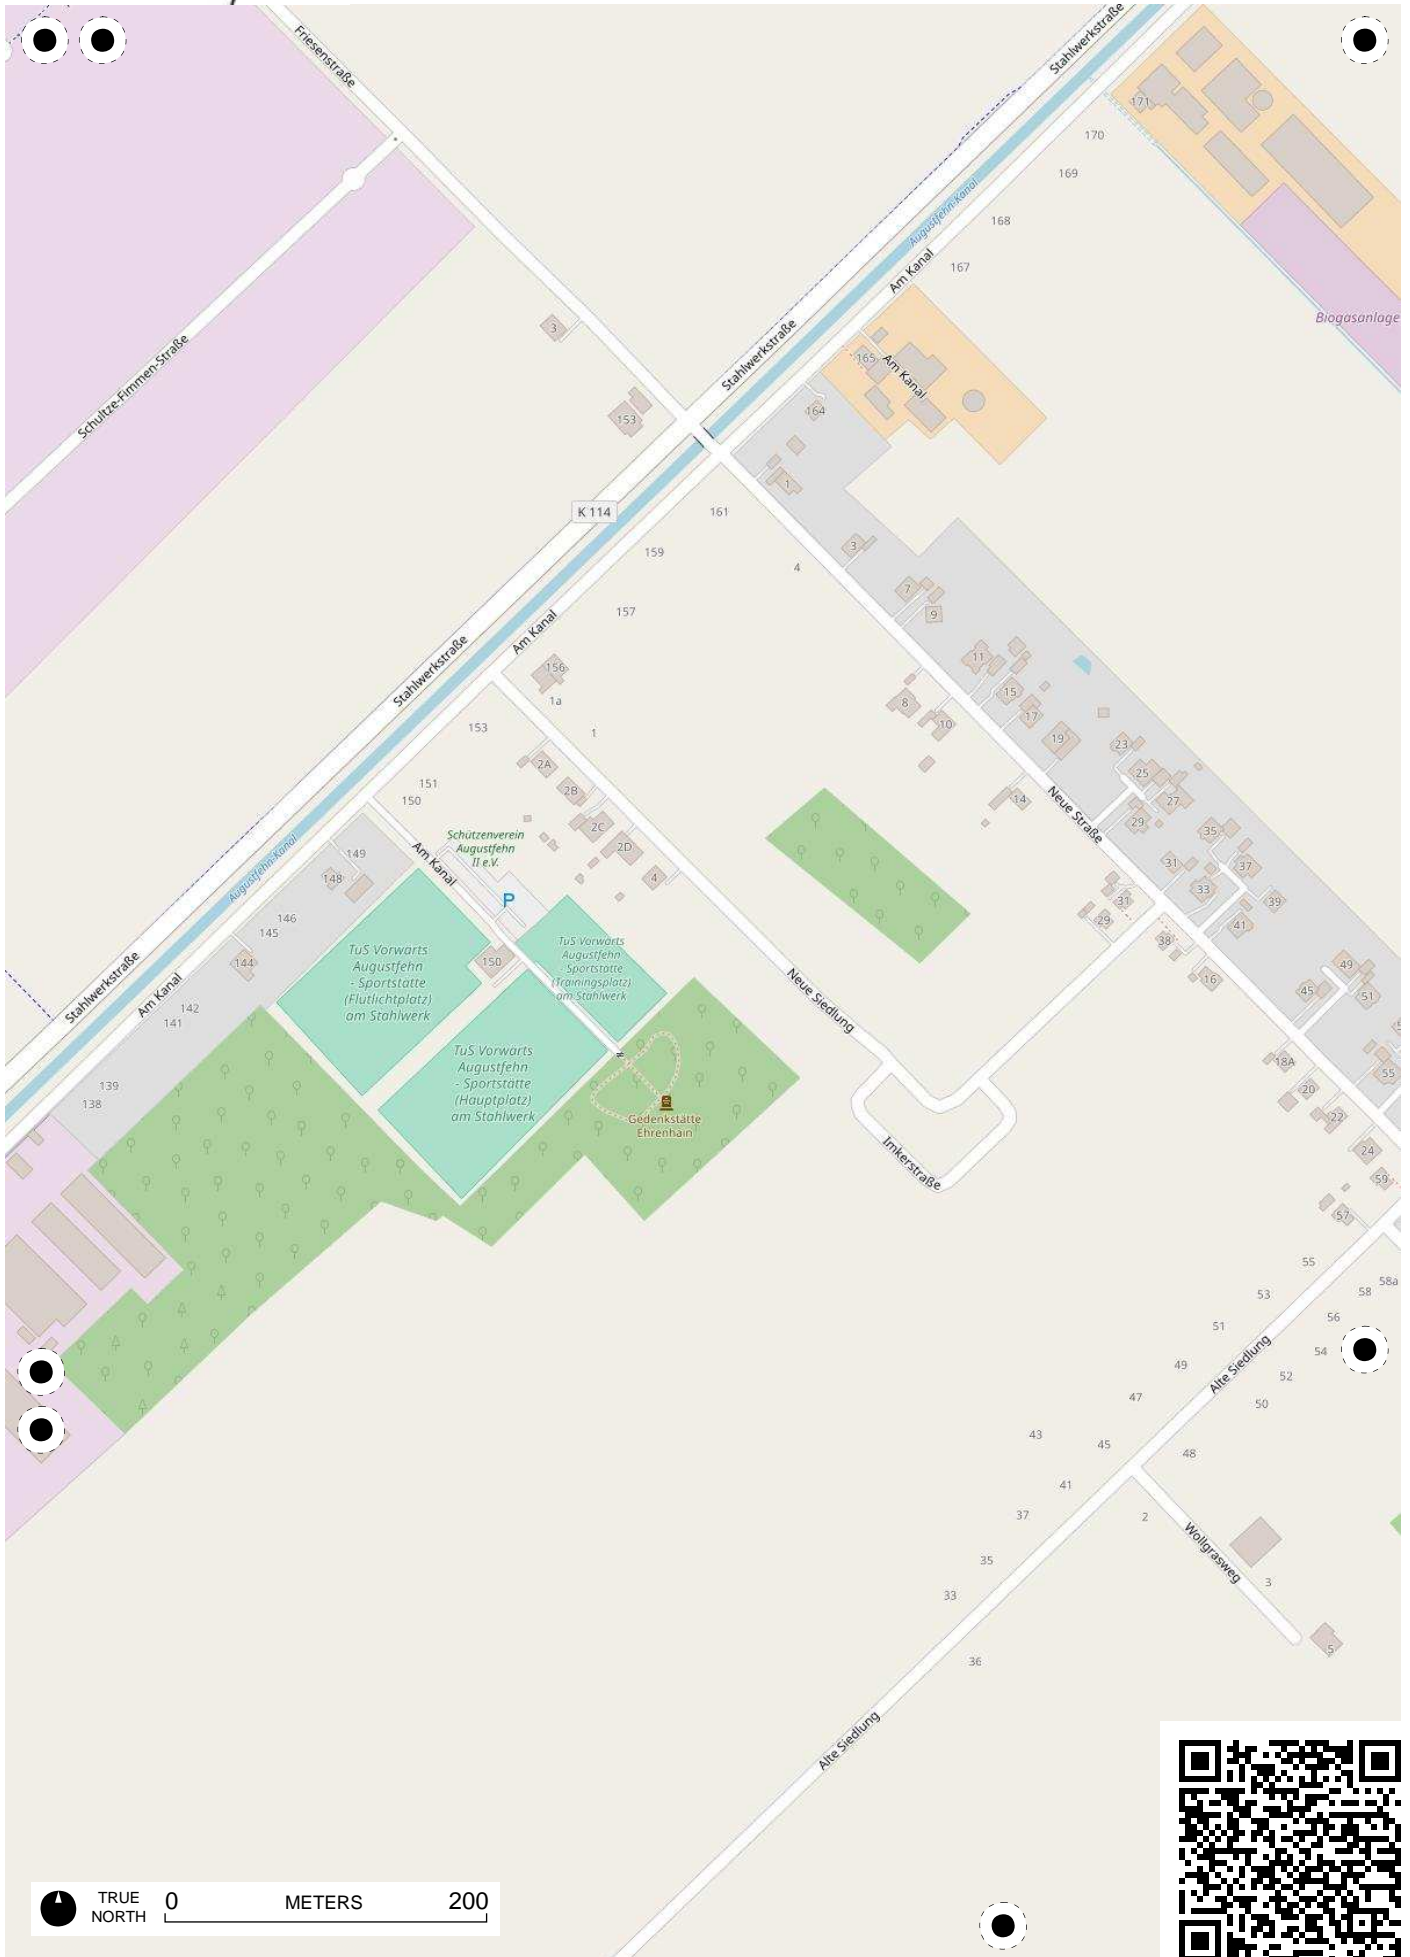 Friesenstraße
Stahlwerkstraße
171
170
169
168
167
Augustfehn-Kanal
Am Kanal
Biogasanlage
3
Schultze-Fimmen-Straße
Stahlwerkstraße
165
Am Kanal
153
164
1
K 114
161
159
4
3
157
7
9
Am Kanal
Stahlwerkstraße
156
1a
11
15
8
17
10
153
1
19
23
2A
25
151
2B
27
150
14
Neue Straße
29
2C
35
Schützenverein
Augustfehn
II e.V.
2D
149
Am Kanal
31
37
Augustfehn-Kanal
148
4
33
P
31
39
146
29
41
145
38
TuS Vorwärts
Augustfehn
- Sportstätte
(Flutlichtplatz)
am Stahlwerk
TuS Vorwärts
Augustfehn
- Sportstätte
(Trainingsplatz)
am Stahlwerk
150
144
49
16
Stahlwerkstraße
Am Kanal
45
51
142
141
Neue Siedlung
TuS Vorwärts
Augustfehn
- Sportstätte
(Hauptplatz)
am Stahlwerk
18A
55
139
20
138
Gedenkstätte
Ehrenhain
22
Imkerstraße
24
59
57
55
58a
53
58
51
56
54
Alte Siedlung
49
52
47
50
43
45
48
41
37
2
Wollgrasweg
35
3
33
5
36
Alte Siedlung
TRUE
NORTH
0 METERS 200